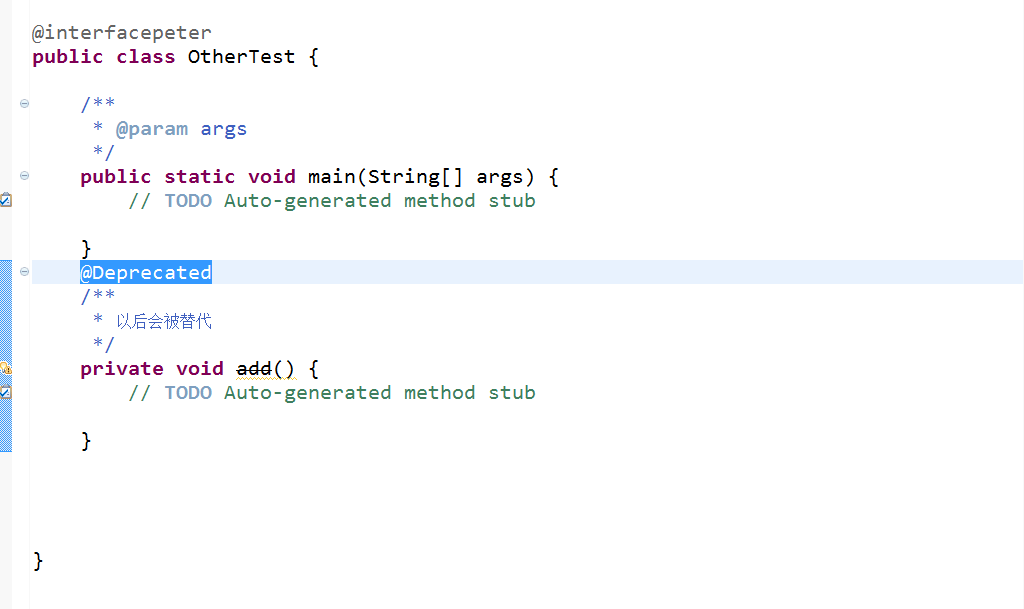 @interfacepeter
public class OtherTest {
/**
* @param args
*/
public static void main(String[] args) {
// TODO Auto-generated method stub
}
@Deprecated
/**
* 以后会被替代
*/
private void add() {
// TODO Auto-generated method stub
}
}